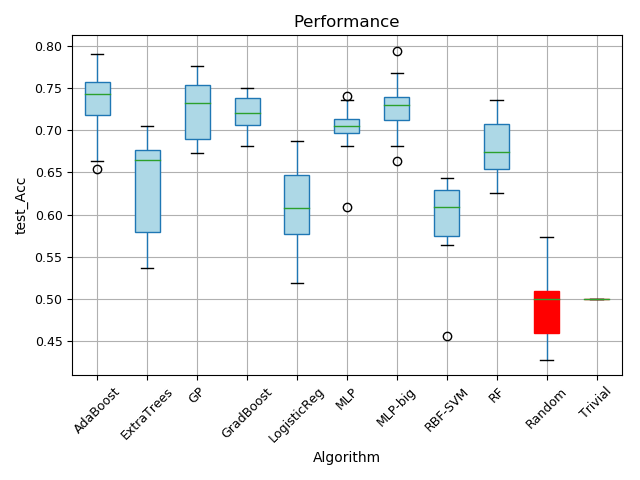 Performance
test_Acc
0.80
0.75
0.70
0.65
0.60
0.55
0.50
0.45
AdaBoost
ExtraTrees
GP
GradBoost
LogisticReg
MLP
MLP-big
RBF-SVM
RF
Random
Trivial
Algorithm